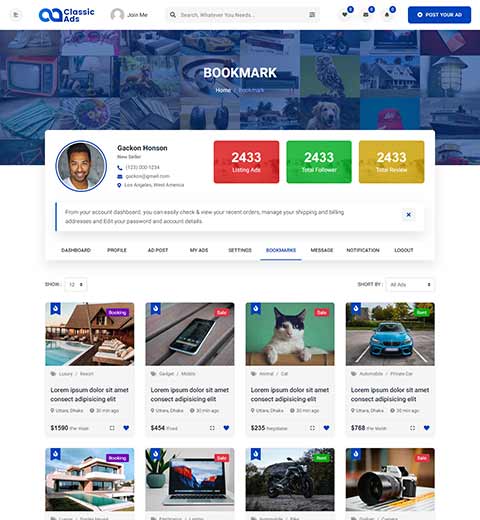 Classic
Ads
Join Me
Search, Whatever You Needs...
0
0
0
POST YOUR AD
BOOKMARK
Home / Bookmark
Gackon Honson
New Seller
(123) 000-1234
gackon@gmail.com
Los Angeles, West America
2433
Listing Ads
2433
Total Follower
2433
Total Review
From your account dashboard, you can easily check & view your recent orders, manage your shipping and billing
addresses and Edit your password and account details.
DASHBOARD PROFILE AD POST MY ADS SETTINGS BOOKMARKS MESSAGE NOTIFICATION LOGOUT
SHOW : 12
SHORT BY : All Ads
Booking
Sale
Sale
Rent
Luxury / Resort
Gadget / Mobile
Animal / Cat
Automobile / Private Car
Lorem ipsum dolor sit amet
consect adipisicing elit
Lorem ipsum dolor sit amet
consect adipisicing elit
Lorem ipsum dolor sit amet
consect adipisicing elit
Lorem ipsum dolor sit amet
consect adipisicing elit
Uttara, Dhaka 30 min ago
Uttara, Dhaka 30 min ago
Uttara, Dhaka 30 min ago
Uttara, Dhaka 30 min ago
$1590 /Per Week
$454 /Fixed
$235 /Negotiable
$768 /Per Month
Booking
Sale
Rent
Sale